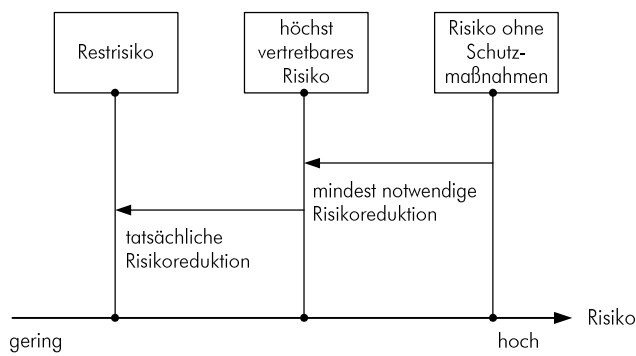 Restrisiko
höchst
vertretbares
Risiko
Risiko ohne
Schutz-
maßnahmen
mindest notwendige
Risikoreduktion
tatsächliche
Risikoreduktion
Risiko
gering
hoch